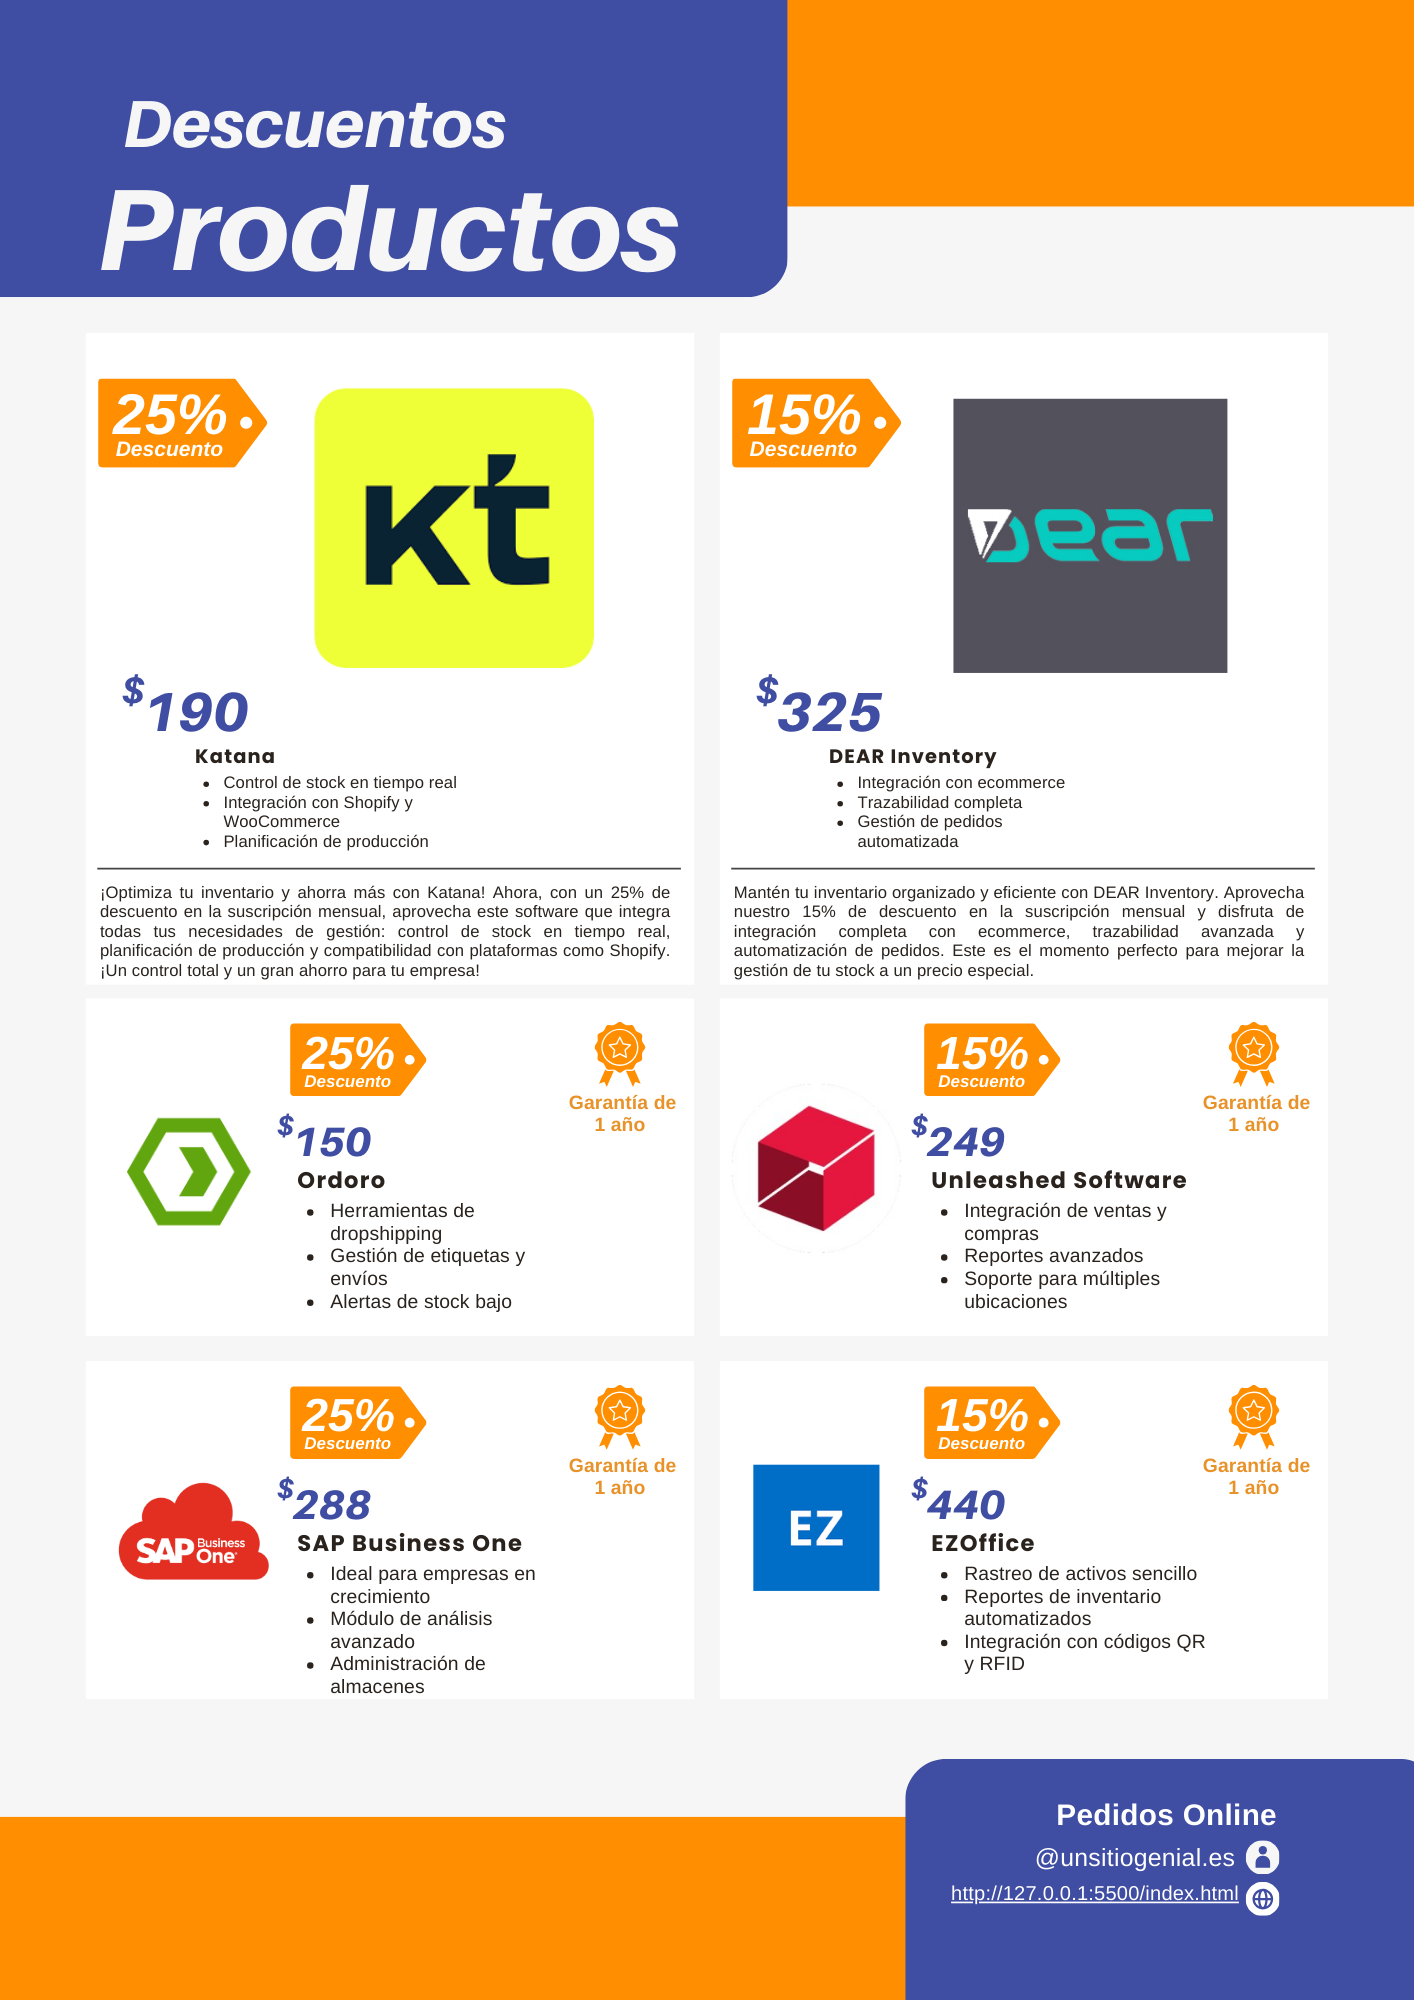 Descuentos
Productos
25%
Descuento
Kt
$190
Katana
Control de stock en tiempo real
Integración con Shopify y
WooCommerce
Planificación de producción
¡Optimiza tu inventario y ahorra más con Katana! Ahora, con un 25% de
descuento en la suscripción mensual, aprovecha este software que integra
todas tus necesidades de gestión: control de stock en tiempo real,
planificación de producción y compatibilidad con plataformas como Shopify.
¡Un control total y un gran ahorro para tu empresa!
15%
Descuento
Dear
$325
DEAR Inventory
Integración con ecommerce
Trazabilidad completa
Gestión de pedidos
automatizada
Mantén tu inventario organizado y eficiente con DEAR Inventory. Aprovecha
nuestro 15% de descuento en la suscripción mensual y disfruta de
integración completa con ecommerce, trazabilidad avanzada y
automatización de pedidos. Este es el momento perfecto para mejorar la
gestión de tu stock a un precio especial.
25%
Descuento
Garantía de
1 año
$150
Ordoro
Herramientas de
dropshipping
Gestión de etiquetas y
envíos
Alertas de stock bajo
15%
Descuento
Garantía de
1 año
$249
Unleashed Software
Integración de ventas y
compras
Reportes avanzados
Soporte para múltiples
ubicaciones
25%
Descuento
Garantía de
1 año
SAP Business
One
$288
SAP Business One
Ideal para empresas en
crecimiento
Módulo de análisis
avanzado
Administración de
almacenes
15%
Descuento
Garantía de
1 año
EZ
$440
EZOffice
Rastreo de activos sencillo
Reportes de inventario
automatizados
Integración con códigos QR
y RFID
Pedidos Online
@unsitiogenial.es
http://127.0.0.1:5500/index.html